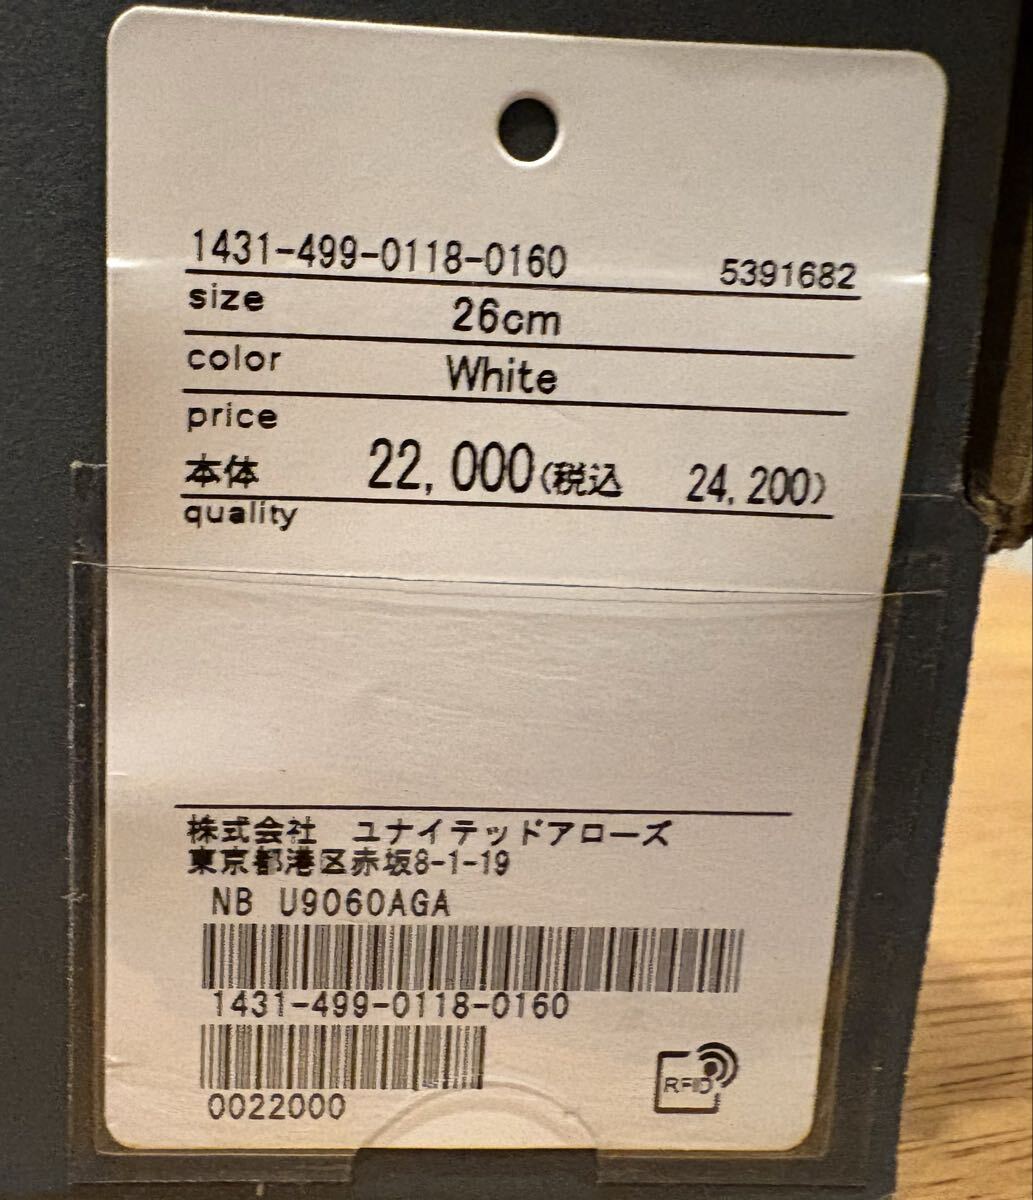 1431-499-0118-0160 5391682
size 26cm
color White
price
本体 22,000(税込 24,200)
quality
株式会社 ユナイテッドアローズ
東京都港区赤坂8-1-19
NB U9060AGA
1431-499-0118-0160
0022000
RFID